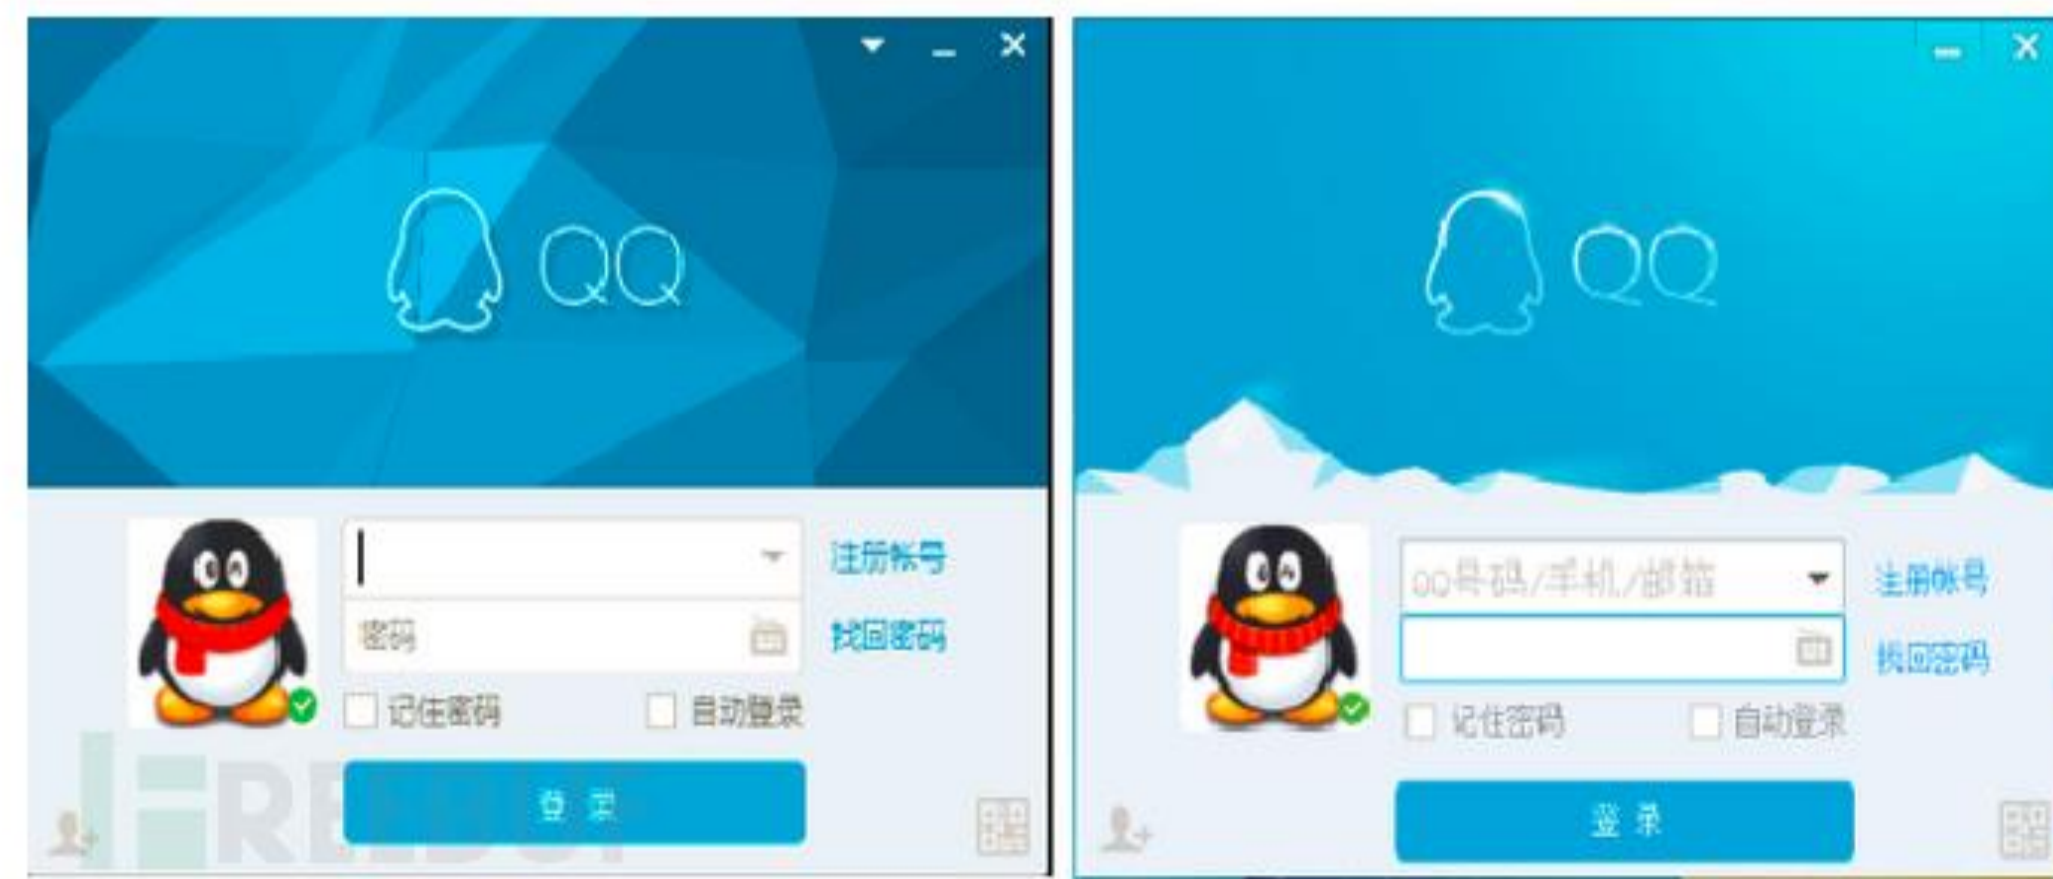 QQ
注册帐号
密码
找回密码
记住密码 自动登录
登 录
REEBUF
QQ
QQ号码/手机/邮箱
注册帐号
找回密码
记住密码 自动登录
登 录